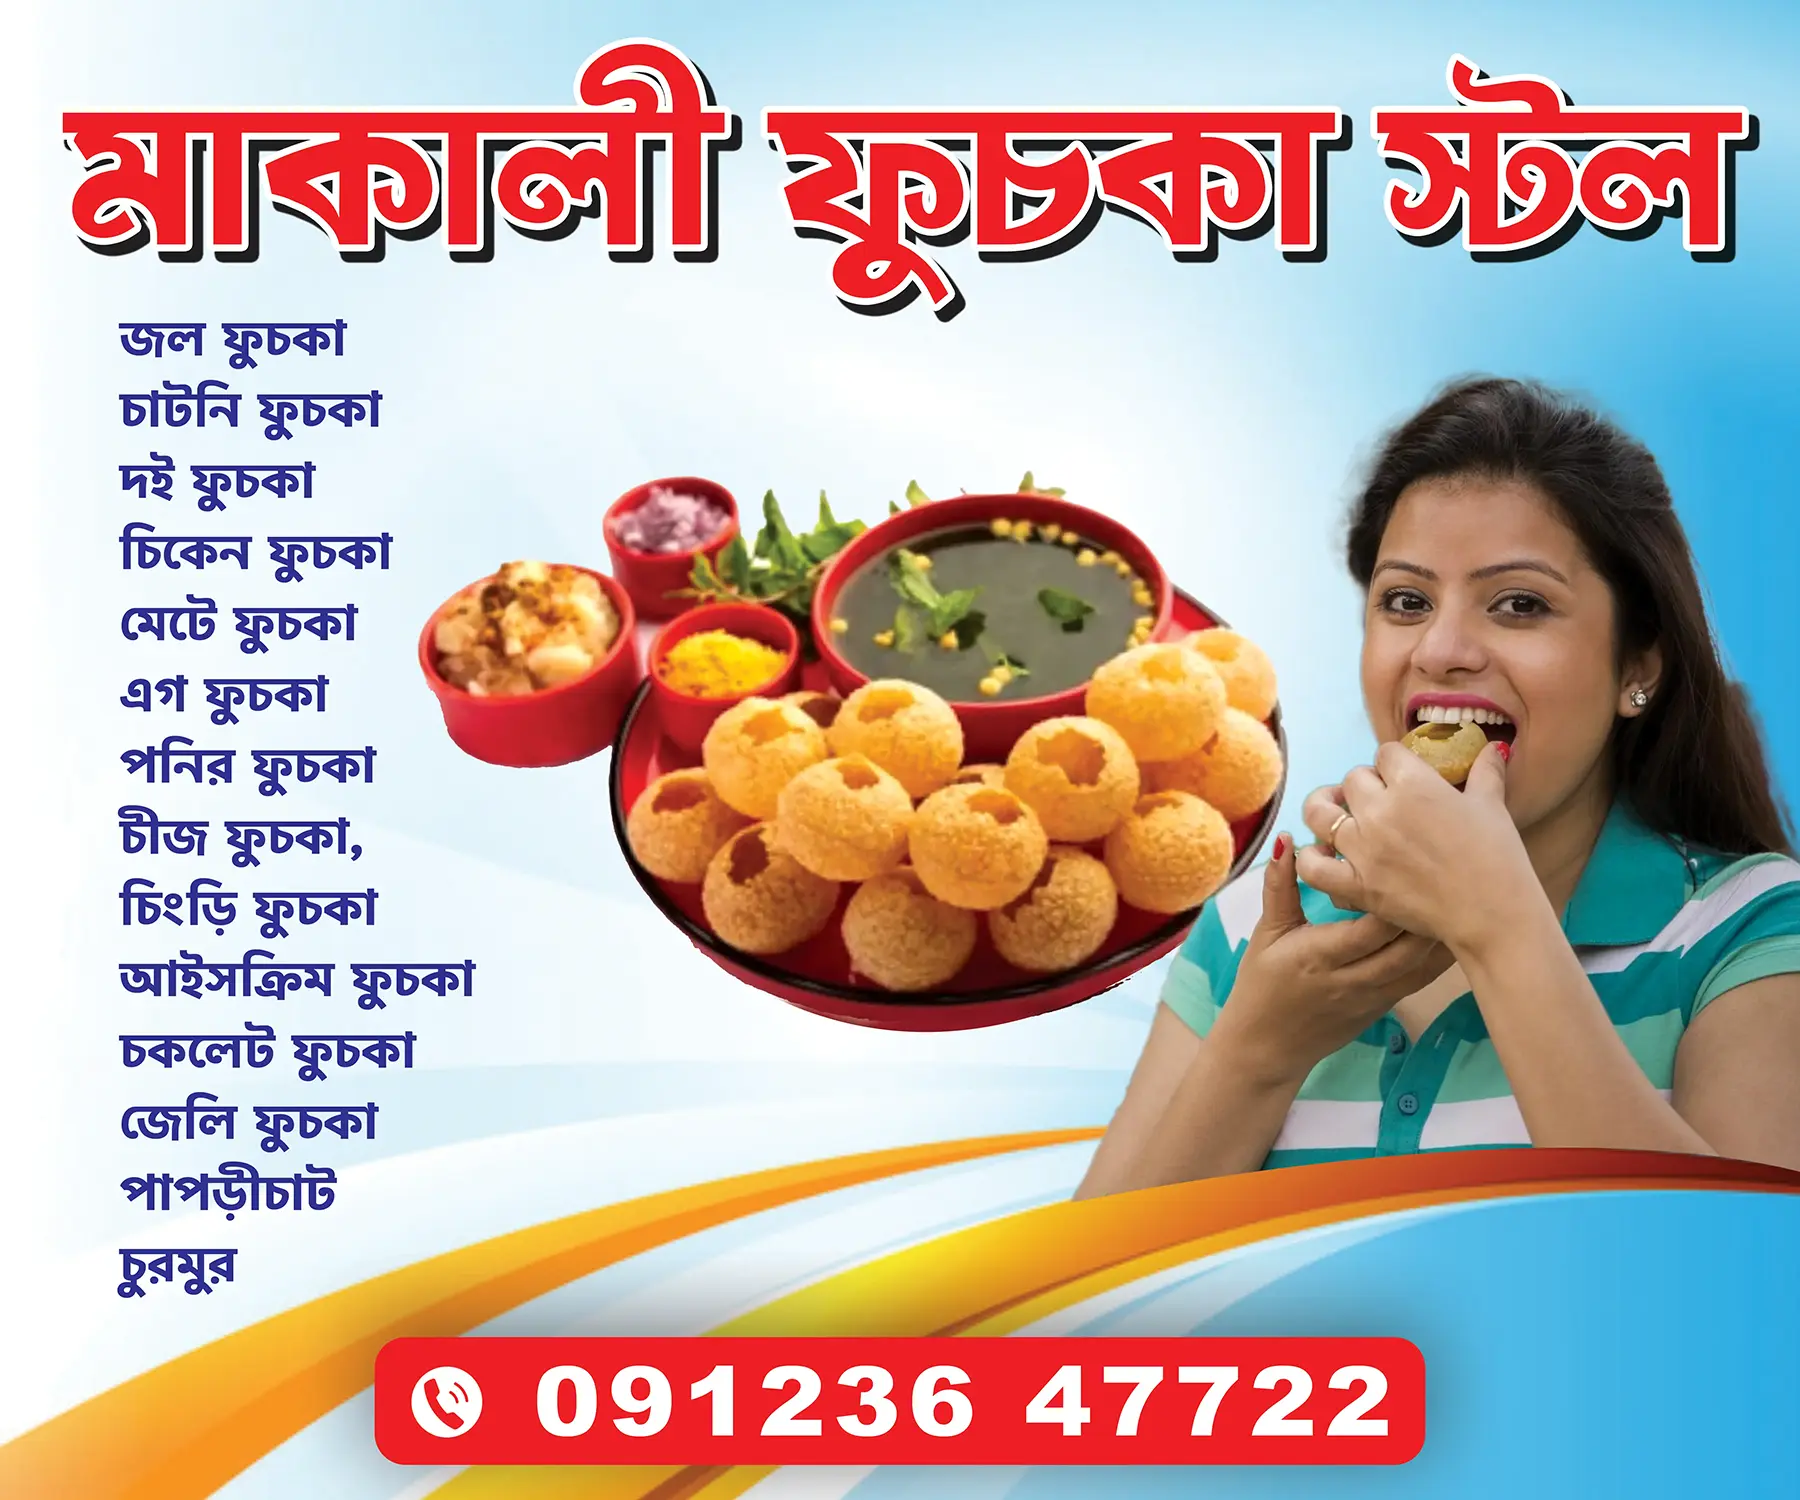 মাকালী ফুচকা স্টল
জল ফুচকা
চাটনি ফুচকা
দই ফুচকা
চিকেন ফুচকা
মেটে ফুচকা
এগ ফুচকা
পনির ফুচকা
চীজ ফুচকা,
চিংড়ি ফুচকা
আইসক্রিম ফুচকা
চকলেট ফুচকা
জেলি ফুচকা
পাপড়ীচাট
চুরমুর
091236 47722